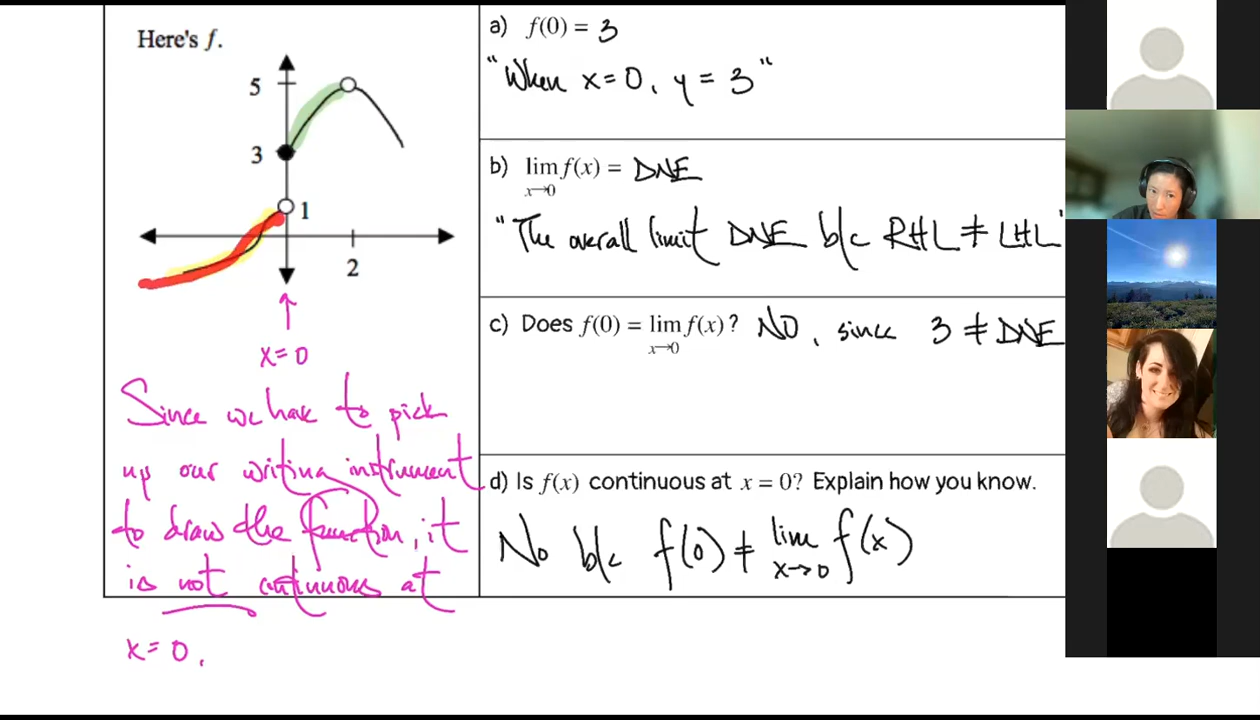 Here's f.
5
3
1
2
x=0
Since we have to pick
up our writing instrument
to draw the function, it
is not continuous at
x=0.
a) f(0) = 3
"When x=0, y=3"
b) lim f(x) = DNE
x→0
"The overall limit DNE b/c RHL ≠ LHL"
c) Does f(0) = lim f(x)? No, since 3 ≠ DNE
x→0
d) Is f(x) continuous at x = 0? Explain how you know.
No b/c f(0) ≠ lim f(x)
x→0